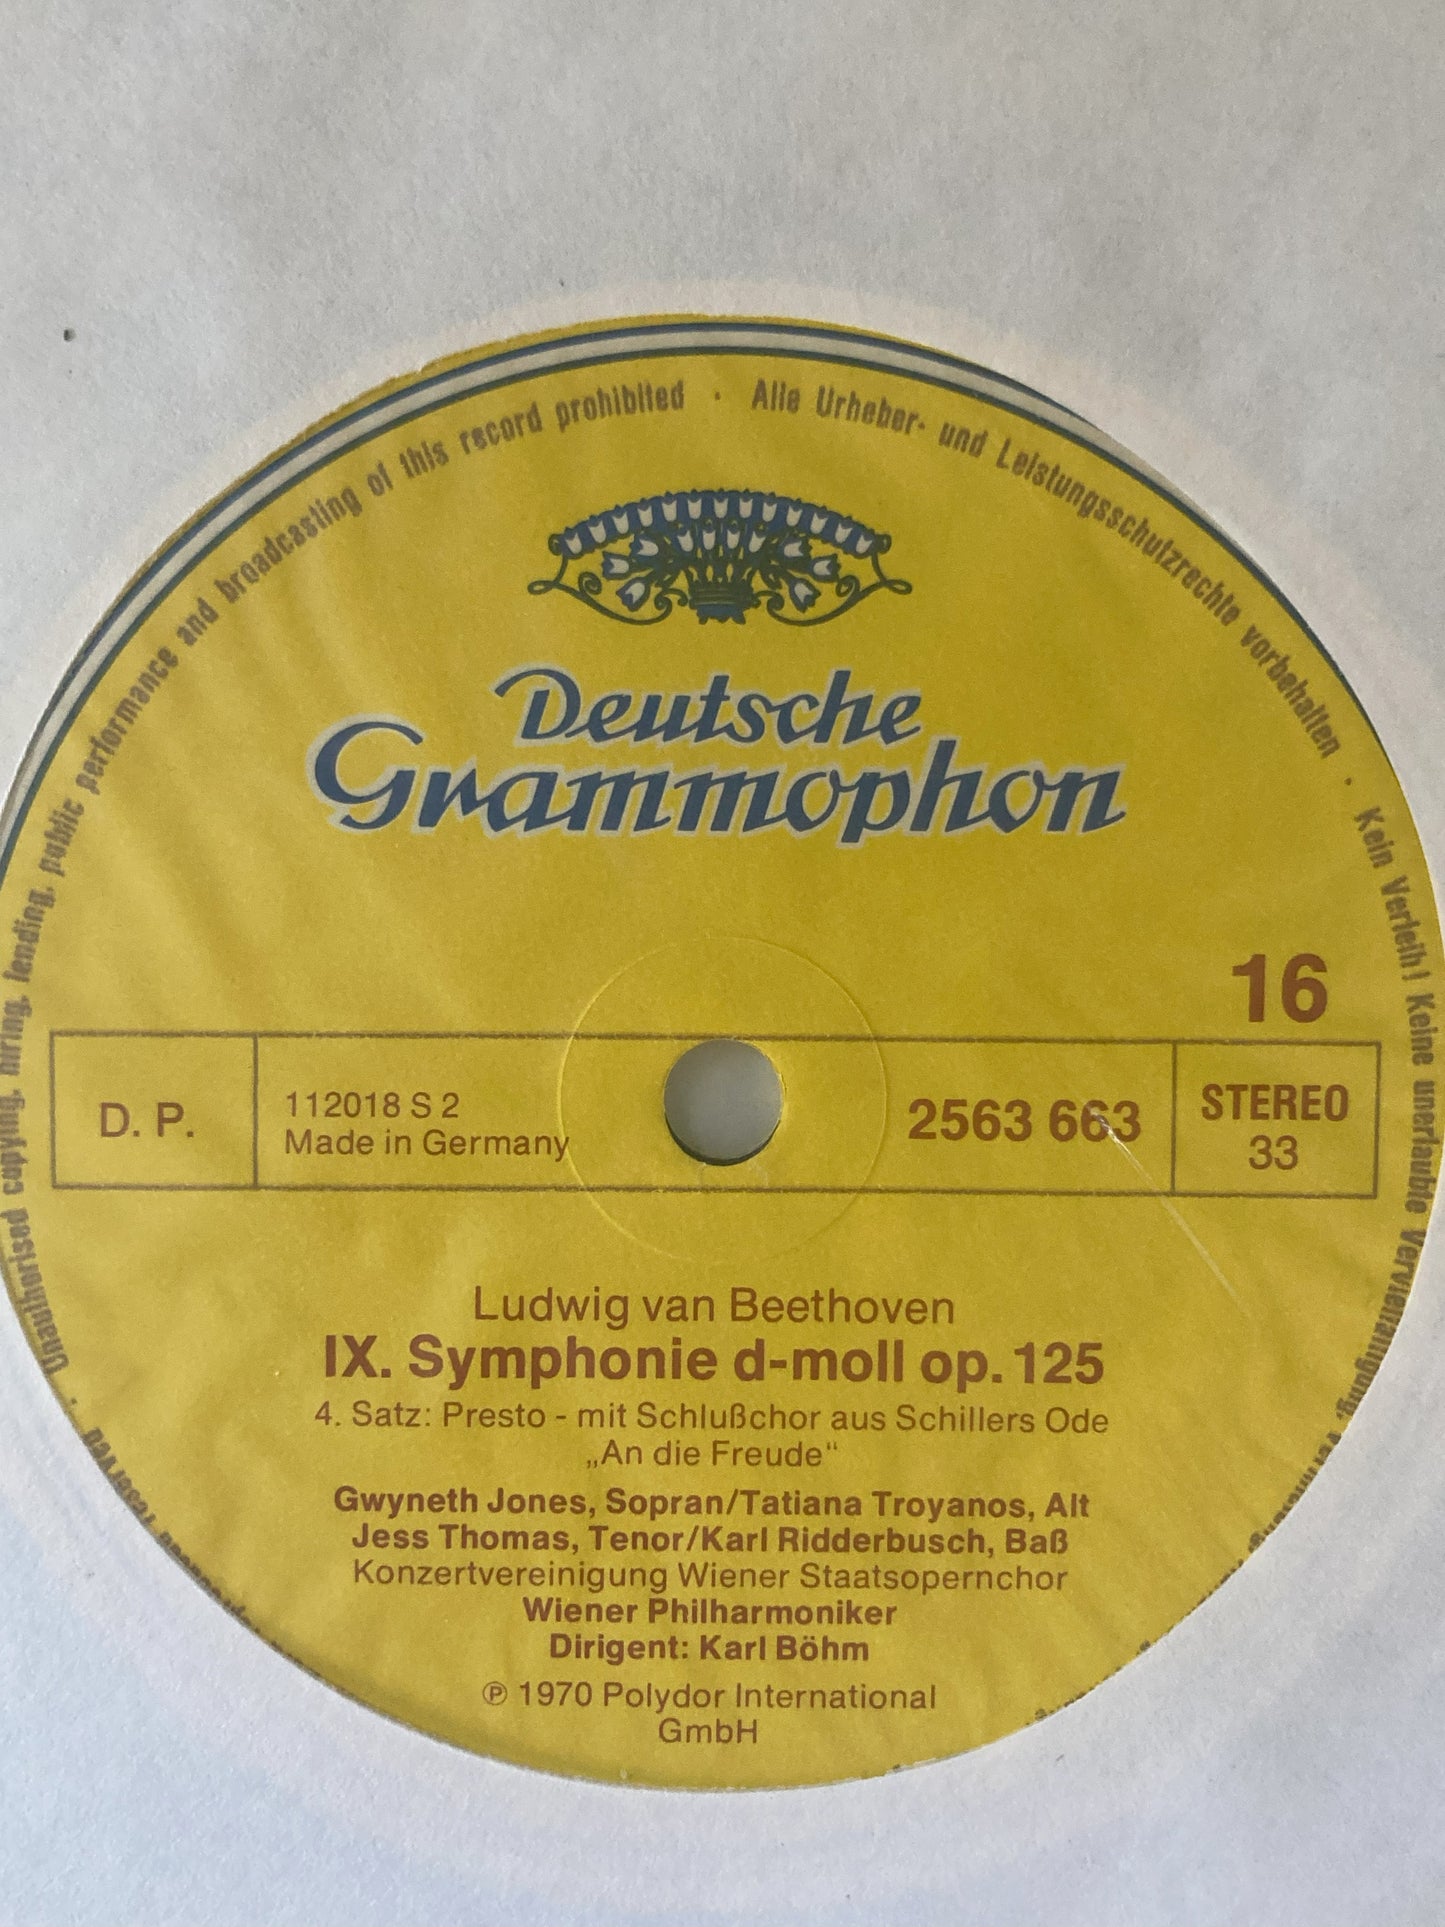 Unauthorised copying, hiring, lending, public performance and broadcasting of this record prohibited · Alle Urheber- und Leistungsschutzrechte vorbehalten · Kein Verleih! Keine unerlaubte Vervielfältigung,
Deutsche
Grammophon
16
D. P.
112018 S 2
Made in Germany
2563 663
STEREO
33
Ludwig van Beethoven
IX. Symphonie d-moll op. 125
4. Satz: Presto - mit Schlußchor aus Schillers Ode
„An die Freude“
Gwyneth Jones, Sopran/Tatiana Troyanos, Alt
Jess Thomas, Tenor/Karl Ridderbusch, Baß
Konzertvereinigung Wiener Staatsopernchor
Wiener Philharmoniker
Dirigent: Karl Böhm
℗ 1970 Polydor International
GmbH